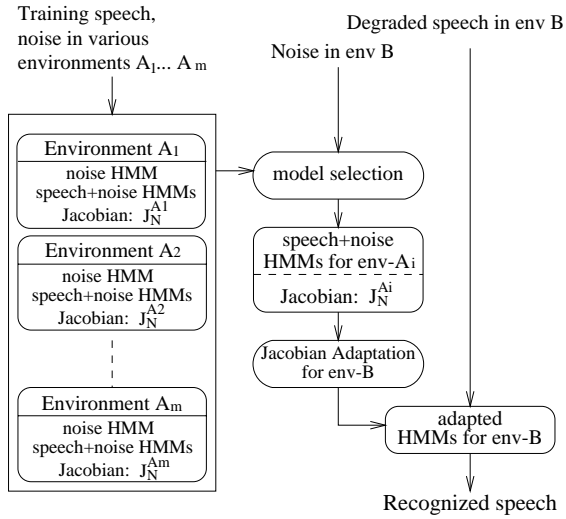 Training speech,
noise in various
environments A1... Am
Degraded speech in env B
Noise in env B
Environment A1
noise HMM
speech+noise HMMs
Jacobian: J_N^A1
Environment A2
noise HMM
speech+noise HMMs
Jacobian: J_N^A2
Environment Am
noise HMM
speech+noise HMMs
Jacobian: J_N^Am
model selection
speech+noise
HMMs for env-Ai
Jacobian: J_N^Ai
Jacobian Adaptation
for env-B
adapted
HMMs for env-B
Recognized speech